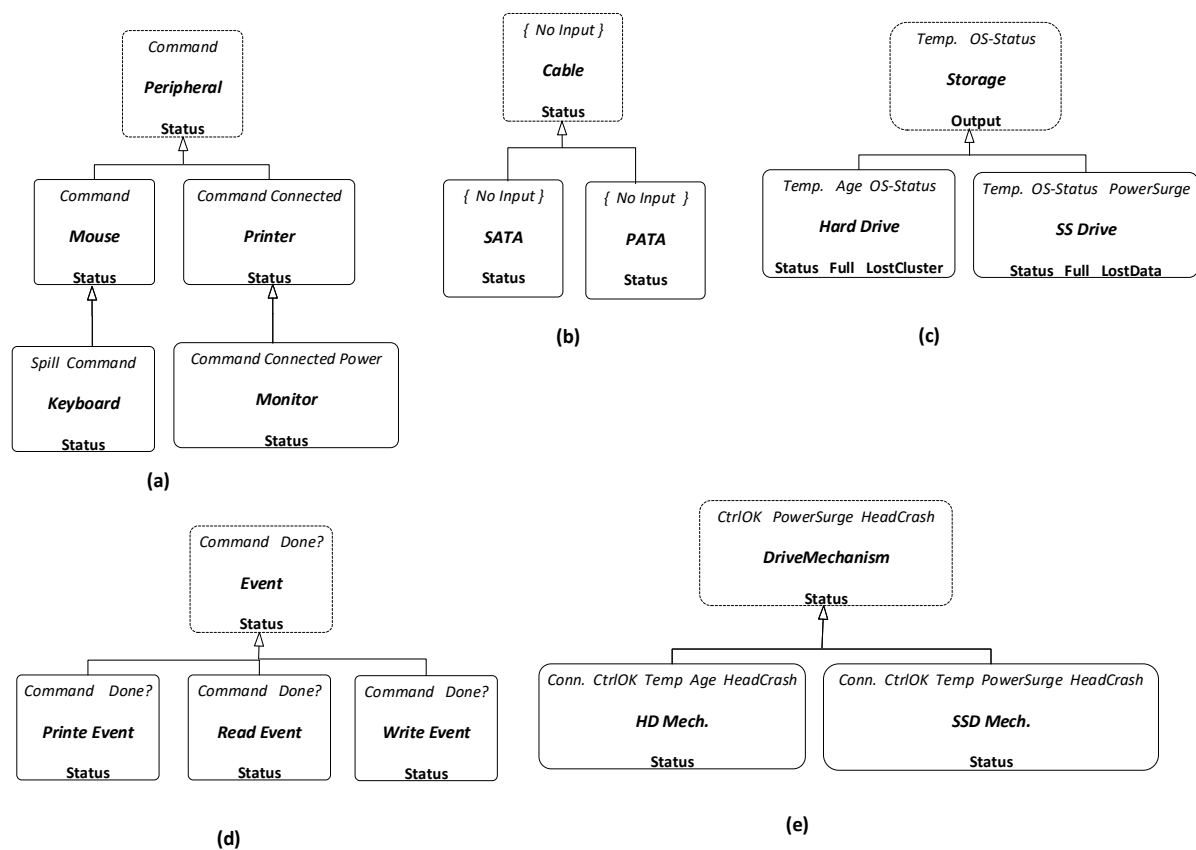 Command
Peripheral
Status
Command
Mouse
Status
Command Connected
Printer
Status
Spill Command
Keyboard
Status
Command Connected Power
Monitor
Status
(a)
{ No Input }
Cable
Status
{ No Input }
SATA
Status
{ No Input }
PATA
Status
(b)
Temp. OS-Status
Storage
Output
Temp. Age OS-Status
Hard Drive
Status Full LostCluster
Temp. OS-Status PowerSurge
SS Drive
Status Full LostData
(c)
Command Done?
Event
Status
Command Done?
Printe Event
Status
Command Done?
Read Event
Status
Command Done?
Write Event
Status
(d)
CtrlOK PowerSurge HeadCrash
DriveMechanism
Status
Conn. CtrlOK Temp Age HeadCrash
HD Mech.
Status
Conn. CtrlOK Temp PowerSurge HeadCrash
SSD Mech.
Status
(e)